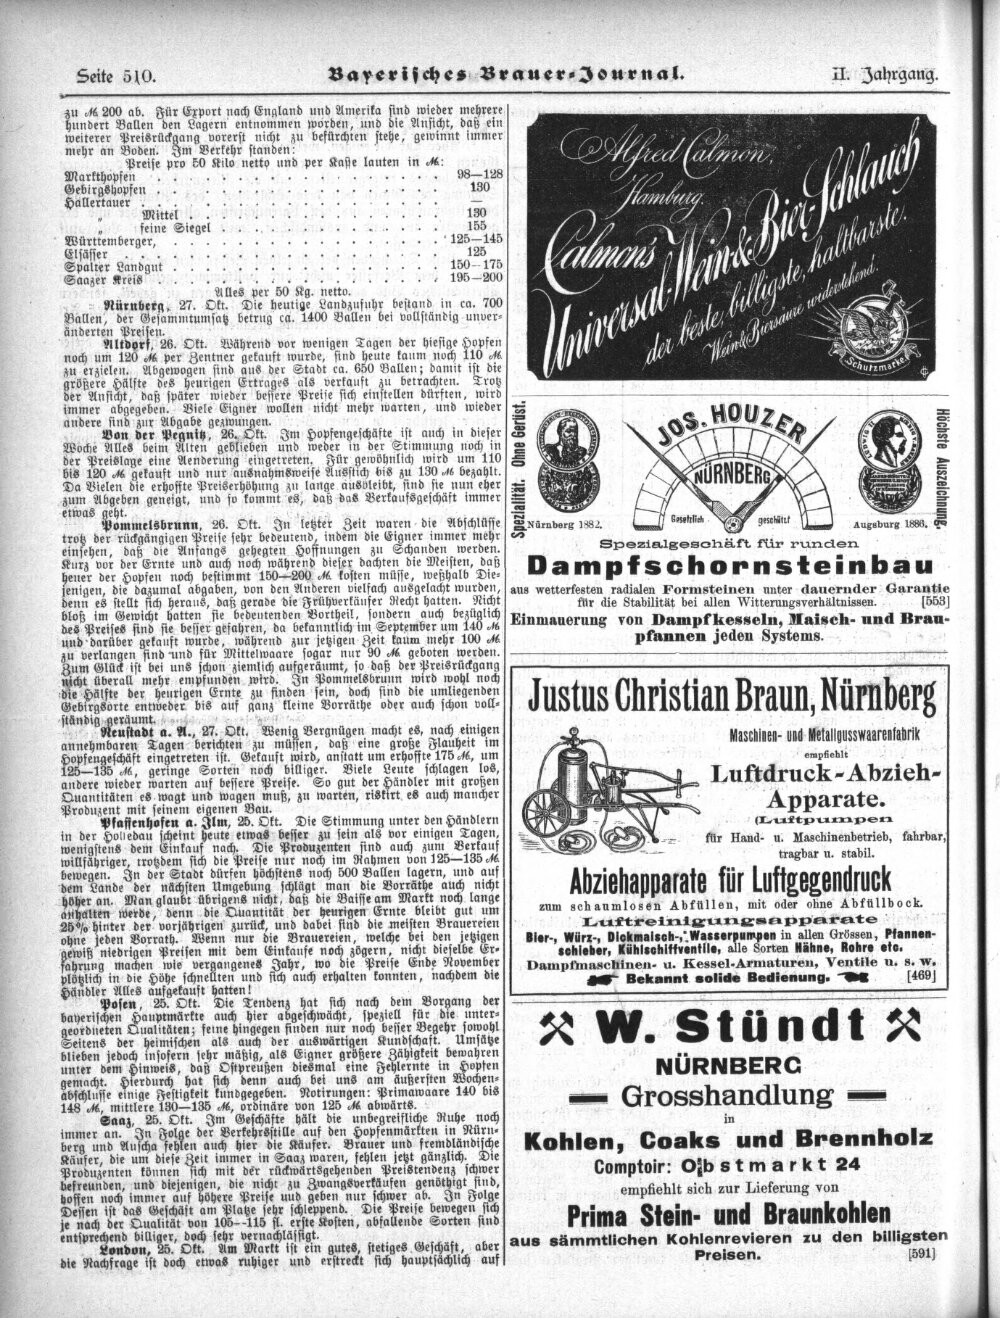 Seite 510.
Bayerisches Brauer-Journal.
II. Jahrgang.
zu ℳ 200 ab. Für Export nach England und Amerika sind wieder mehrere
hundert Ballen den Lagern entnommen worden, und die Ansicht, daß ein
weiterer Preisrückgang vorerst nicht zu befürchten stehe, gewinnt immer
mehr an Boden. Im Verkehr standen:
Preise pro 50 Kilo netto und per Kasse lauten in ℳ:
Markthopfen . . . . . . . . . . 98—128
Gebirgshopfen . . . . . . . . . . 130
Hallertauer . . . . . . . . . . —
„ Mittel . . . . . . . . . . 130
„ feine Siegel . . . . . . . . . . 155
Württemberger, . . . . . . . . . . 125—145
Elsässer . . . . . . . . . . 125
Spalter Landgut . . . . . . . . . . 150—175
Saazer Kreis . . . . . . . . . . 195—200
Alles per 50 Kg. netto.
Nürnberg, 27. Okt. Die heutige Landzufuhr bestand in ca. 700
Ballen, der Gesammtumsatz betrug ca. 1400 Ballen bei vollständig unver-
änderten Preisen.
Altdorf, 26. Okt. Während vor wenigen Tagen der hiesige Hopfen
noch um 120 ℳ per Zentner gekauft wurde, sind heute kaum noch 110 ℳ
zu erzielen. Abgewogen sind aus der Stadt ca. 650 Ballen; damit ist die
größere Hälfte des heurigen Ertrages als verkauft zu betrachten. Trotz
der Ansicht, daß später wieder bessere Preise sich einstellen dürften, wird
immer abgegeben. Viele Eigner wollen nicht mehr warten, und wieder
andere sind zur Abgabe gezwungen.
Von der Pegnitz, 26. Okt. Im Hopfengeschäfte ist auch in dieser
Woche Alles beim Alten geblieben und weder in der Stimmung noch in
der Preislage eine Aenderung eingetreten. Für gewöhnlich wird um 110
bis 120 ℳ gekauft und nur ausnahmsweise Ausstich bis zu 130 ℳ bezahlt.
Da Vielen die erhoffte Preiserhöhung zu lange ausbleibt, sind sie nun eher
zum Abgeben geneigt, und so kommt es, daß das Verkaufsgeschäft immer
etwas geht.
Pommelsbrunn, 26. Okt. In letzter Zeit waren die Abschlüsse
trotz der rückgängigen Preise sehr bedeutend, indem die Eigner immer mehr
einsehen, daß die Anfangs gehegten Hoffnungen zu Schanden werden.
Kurz vor der Ernte und auch noch während dieser dachten die Meisten, daß
heuer der Hopfen noch bestimmt 150—200 ℳ kosten müsse, weßhalb Die-
jenigen, die dazumal abgaben, von den Anderen vielfach ausgelacht wurden,
denn es stellt sich heraus, daß gerade die Frühverkäufer Recht hatten. Nicht
bloß im Gewicht hatten sie bedeutenden Vortheil, sondern auch bezüglich
des Preises sind sie besser gefahren, da bekanntlich im September um 140 ℳ
und darüber gekauft wurde, während zur jetzigen Zeit kaum mehr 100 ℳ
zu verlangen sind und für Mittelwaare sogar nur 90 ℳ geboten werden.
Zum Glück ist bei uns schon ziemlich aufgeräumt, so daß der Preisrückgang
nicht überall mehr empfunden wird. In Pommelsbrunn wird wohl noch
die Hälfte der heurigen Ernte zu finden sein, doch sind die umliegenden
Gebirgsorte entweder bis auf ganz kleine Vorräthe oder auch schon voll-
ständig geräumt.
Neustadt a. A., 27. Okt. Wenig Vergnügen macht es, nach einigen
annehmbaren Tagen berichten zu müssen, daß eine große Flauheit im
Hopfengeschäft eingetreten ist. Gekauft wird, anstatt um erhoffte 175 ℳ, um
125—135 ℳ, geringe Sorten noch billiger. Viele Leute schlagen los,
andere wieder warten auf bessere Preise. So gut der Händler mit großen
Quantitäten es wagt und wagen muß, zu warten, riskirt es auch mancher
Produzent mit seinem eigenen Bau.
Pfaffenhofen a. Ilm, 25. Okt. Die Stimmung unter den Händlern
in der Holledau scheint heute etwas besser zu sein als vor einigen Tagen,
wenigstens dem Einkauf nach. Die Produzenten sind auch zum Verkauf
willfähriger, trotzdem sich die Preise nur noch im Rahmen von 125—135 ℳ
bewegen. In der Stadt dürfen höchstens noch 500 Ballen lagern, und auf
dem Lande der nächsten Umgebung schlägt man die Vorräthe auch nicht
höher an. Man glaubt übrigens nicht, daß die Baisse am Markt noch lange
anhalten werde, denn die Quantität der heurigen Ernte bleibt gut um
25% hinter der vorjährigen zurück, und dabei sind die meisten Brauereien
ohne jeden Vorrath. Wenn nur die Brauereien, welche bei den jetzigen
gewiß niedrigen Preisen mit dem Einkaufe noch zögern, nicht dieselbe Er-
fahrung machen wie vergangenes Jahr, wo die Preise Ende November
plötzlich in die Höhe schnellten und sich auch erhalten konnten, nachdem die
Händler Alles aufgekauft hatten!
Posen, 25. Okt. Die Tendenz hat sich nach dem Vorgang der
bayerischen Hauptmärkte auch hier abgeschwächt, speziell für die unter-
geordneten Qualitäten; feine hingegen finden nur noch besser Begehr sowohl
Seitens der heimischen als auch der auswärtigen Kundschaft. Umsätze
blieben jedoch insofern sehr mäßig, als Eigner größere Zähigkeit bewahren
unter dem Hinweis, daß Ostpreußen diesmal eine Fehlernte in Hopfen
gemacht. Hierdurch hat sich denn auch bei uns am äußersten Wochen-
abschlusse einige Festigkeit kundgegeben. Notirungen: Primawaare 140 bis
148 ℳ, mittlere 130—135 ℳ, ordinäre von 125 ℳ abwärts.
Saaz, 25. Okt. Im Geschäfte hält die unbegreifliche Ruhe noch
immer an. In Folge der Verkehrsstille auf den Hopfenmärkten in Nürn-
berg und Auscha fehlen auch hier die Käufer. Brauer und fremdländische
Käufer, die um diese Zeit immer in Saaz waren, fehlen jetzt gänzlich. Die
Produzenten können sich mit der rückwärtsgehenden Preistendenz schwer
befreunden, und diejenigen, die nicht zu Zwangsverkäufen genöthigt sind,
hoffen noch immer auf höhere Preise und geben nur schwer ab. In Folge
Dessen ist das Geschäft am Platze sehr schleppend. Die Preise bewegen sich
je nach der Qualität von 105—115 fl. erste Kosten, abfallende Sorten sind
entsprechend billiger, doch sehr vernachlässigt.
London, 25. Okt. Am Markt ist ein gutes, stetiges Geschäft, aber
die Nachfrage ist doch etwas ruhiger und erstreckt sich hauptsächlich auf
Alfred Calmon,
Hamburg.
Calmon's
Universal-Wein & Bier-Schlauch
der beste, billigste, haltbarste.
Wein & Biersäure widerstehend.
Schutzmarke.
Spezialität. Ohne Gerüst.
JOS. HOUZER
NÜRNBERG
Gesetzlich geschützt
Nürnberg 1882.
Augsburg 1886.
Höchste Auszeichnung.
Spezialgeschäft für runden
Dampfschornsteinbau
aus wetterfesten radialen Formsteinen unter dauernder Garantie
für die Stabilität bei allen Witterungsverhältnissen. [553]
Einmauerung von Dampfkesseln, Maisch- und Brau-
pfannen jeden Systems.
Justus Christian Braun, Nürnberg
Maschinen- und Metallgusswaarenfabrik
empfiehlt
Luftdruck-Abzieh-
Apparate.
(Luftpumpen
für Hand- u. Maschinenbetrieb, fahrbar,
tragbar u. stabil.
Abziehapparate für Luftgegendruck
zum schaumlosen Abfüllen, mit oder ohne Abfüllbock.
Luftreinigungsapparate
Bier-, Würz-, Dickmaisch-, Wasserpumpen in allen Grössen, Pfannen-
schieber, Kühlschiffventile, alle Sorten Hähne, Rohre etc.
Dampfmaschinen- u. Kessel-Armaturen, Ventile u. s. w.
Bekannt solide Bedienung. [469]
W. Stündt
NÜRNBERG
Grosshandlung
in
Kohlen, Coaks und Brennholz
Comptoir: Obstmarkt 24
empfiehlt sich zur Lieferung von
Prima Stein- und Braunkohlen
aus sämmtlichen Kohlenrevieren zu den billigsten
Preisen. [591]